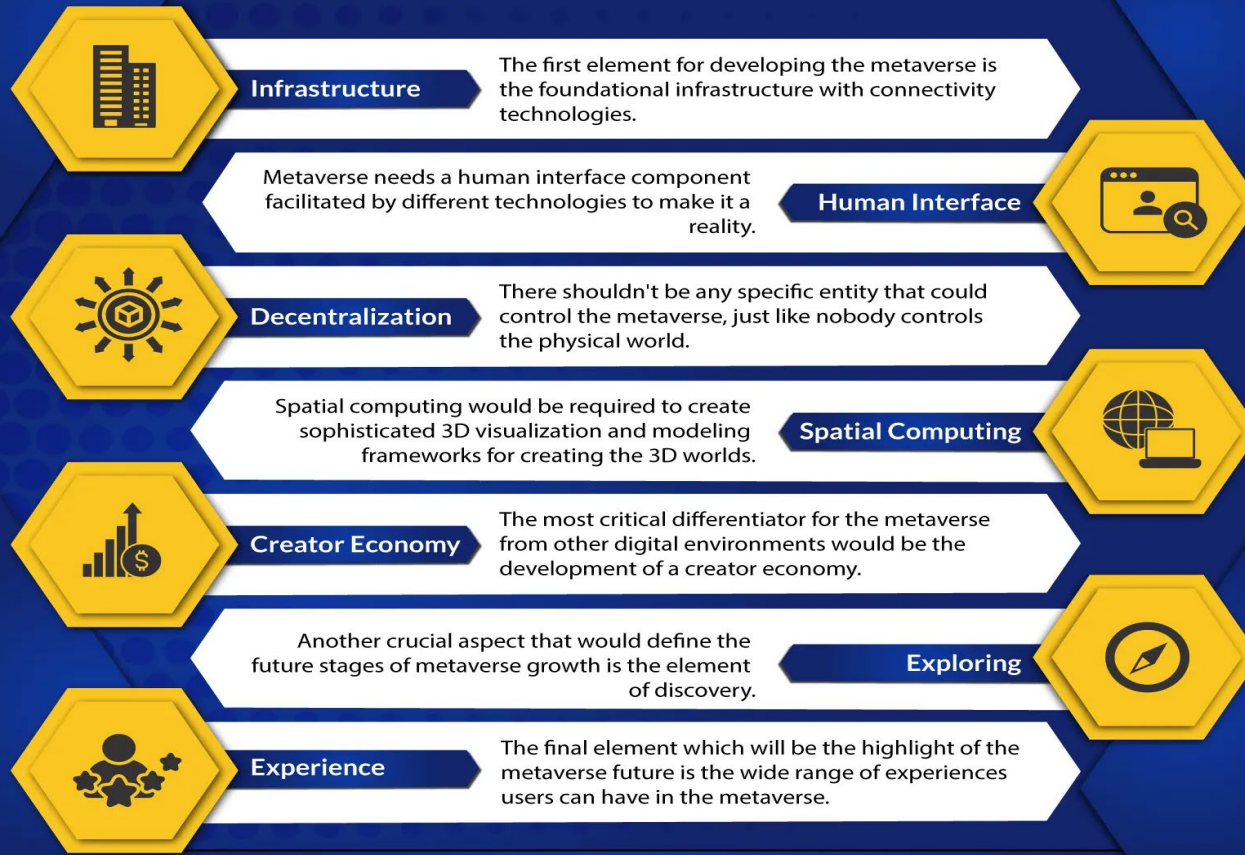 Infrastructure
The first element for developing the metaverse is
the foundational infrastructure with connectivity
technologies.
Metaverse needs a human interface component
facilitated by different technologies to make it a
reality.
Human Interface
Decentralization
There shouldn't be any specific entity that could
control the metaverse, just like nobody controls
the physical world.
Spatial computing would be required to create
sophisticated 3D visualization and modeling
frameworks for creating the 3D worlds.
Spatial Computing
Creator Economy
The most critical differentiator for the metaverse
from other digital environments would be the
development of a creator economy.
Another crucial aspect that would define the
future stages of metaverse growth is the element
of discovery.
Exploring
Experience
The final element which will be the highlight of the
metaverse future is the wide range of experiences
users can have in the metaverse.
$